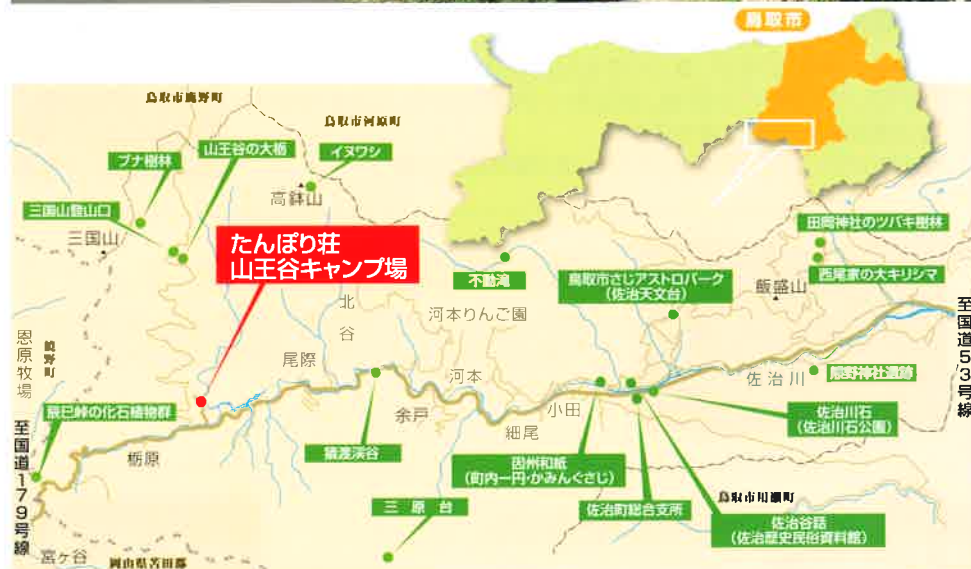 鳥取市
鳥取市鹿野町
鳥取市河原町
ブナ樹林
山王谷の大栃
イヌワシ
高鉢山
三国山登山口
三国山
たんぽり荘
山王谷キャンプ場
不動滝
鳥取市さじアストロパーク
(佐治天文台)
田岡神社のツバキ樹林
西尾家の大キリシマ
飯盛山
北谷
河本りんご園
至国道53号線
恩原牧場
鏡野町
尾際
河本
佐治川
熊野神社遺跡
辰巳峠の化石植物群
余戸
小田
細尾
佐治川石
(佐治川石公園)
至国道179号線
栃原
猿渡渓谷
因州和紙
(町内一円・かみんぐさじ)
三原台
佐治町総合支所
鳥取市用瀬町
佐治谷話
(佐治歴史民俗資料館)
宮ヶ谷
岡山県苫田郡